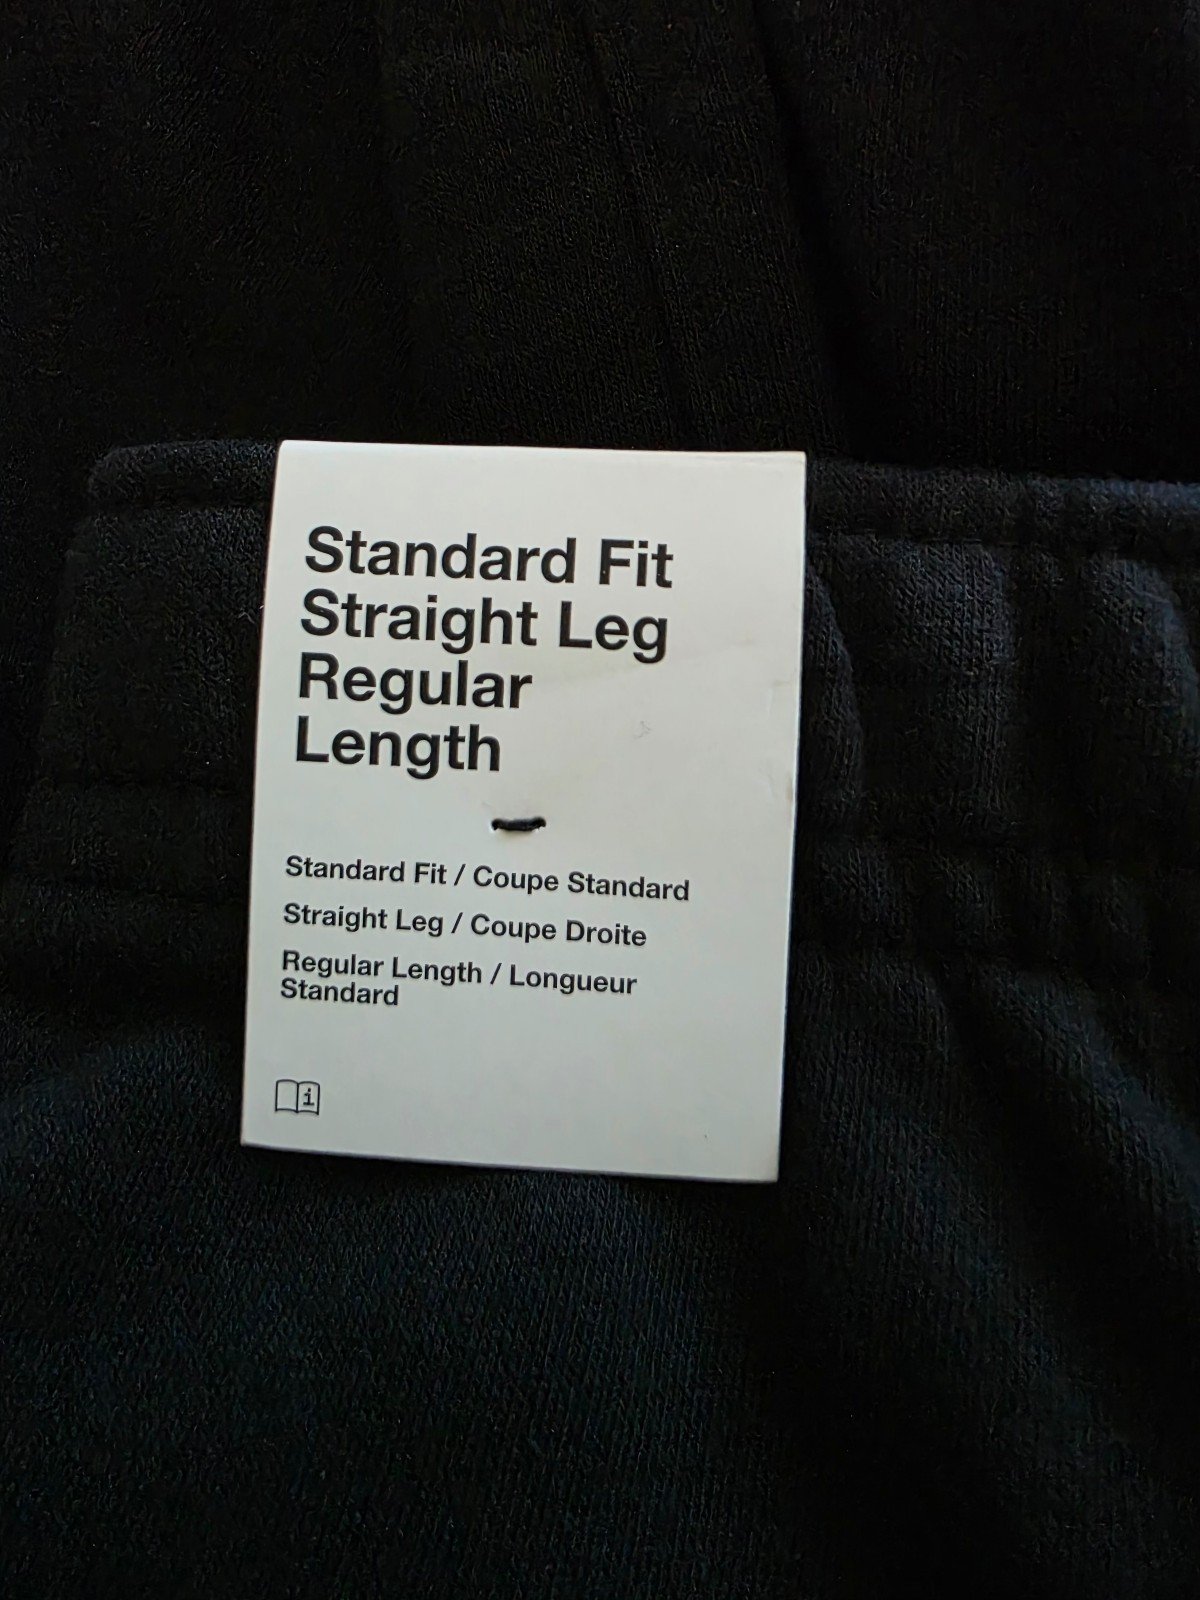 Standard Fit
Straight Leg
Regular
Length
Standard Fit / Coupe Standard
Straight Leg / Coupe Droite
Regular Length / Longueur
Standard
i